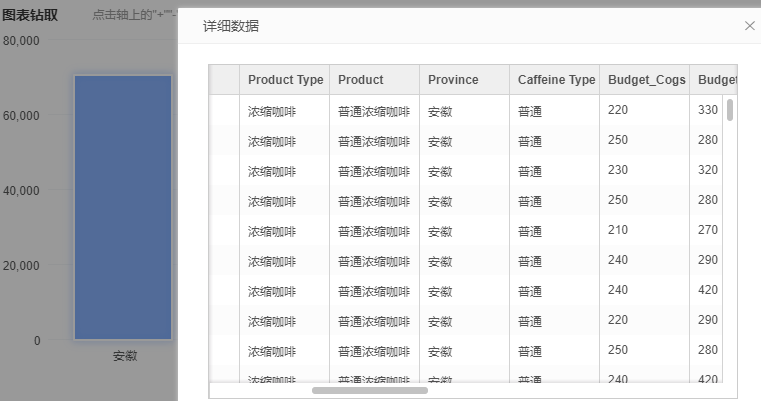 图表钻取 点击轴上的"+""-"
80,000
60,000
40,000
20,000
0
安徽
详细数据
Product Type Product Province Caffeine Type Budget_Cogs Budget
浓缩咖啡 普通浓缩咖啡 安徽 普通 220 330
浓缩咖啡 普通浓缩咖啡 安徽 普通 250 280
浓缩咖啡 普通浓缩咖啡 安徽 普通 230 320
浓缩咖啡 普通浓缩咖啡 安徽 普通 250 280
浓缩咖啡 普通浓缩咖啡 安徽 普通 210 270
浓缩咖啡 普通浓缩咖啡 安徽 普通 240 290
浓缩咖啡 普通浓缩咖啡 安徽 普通 240 420
浓缩咖啡 普通浓缩咖啡 安徽 普通 220 290
浓缩咖啡 普通浓缩咖啡 安徽 普通 250 280
浓缩咖啡 普通浓缩咖啡 安徽 普通 240 420